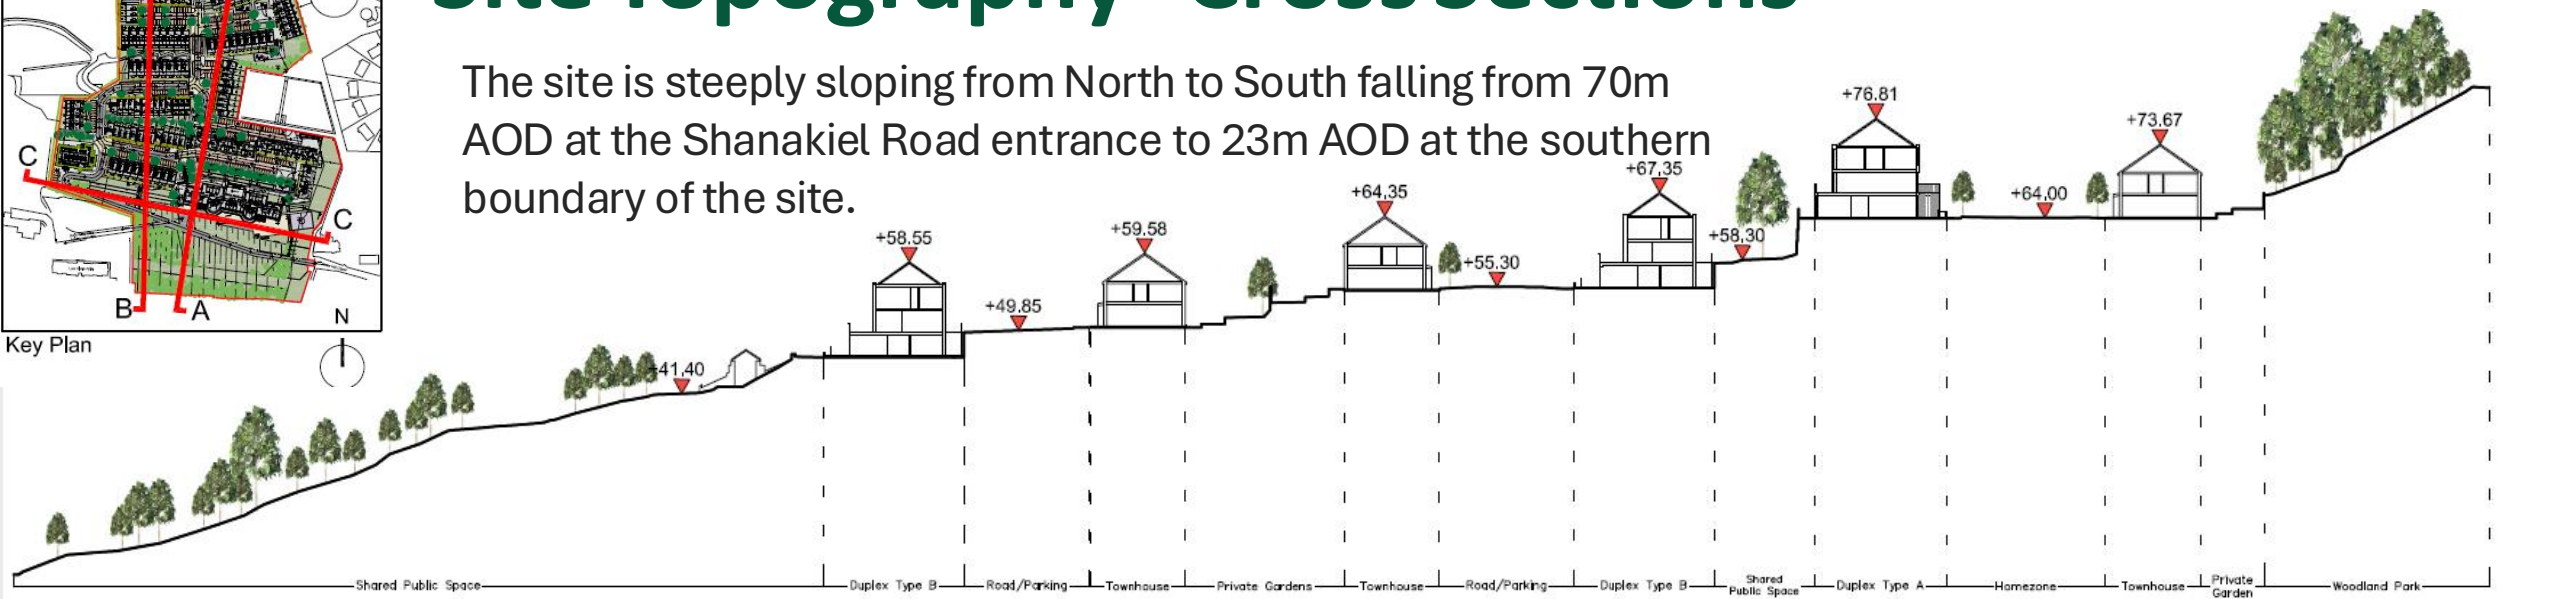 Site Topography- Cross Sections
The site is steeply sloping from North to South falling from 70m
AOD at the Shanakiel Road entrance to 23m AOD at the southern
boundary of the site.
C
C
B
A
N
Key Plan
+41,40
+58.55
+49.85
+59.58
+64,35
+55.30
+67,35
+58,30
+76.81
+64,00
+73.67
Shared Public Space
Duplex Type B
Road/Parking
Townhouse
Private Gardens
Townhouse
Road/Parking
Duplex Type B
Shared
Public Space
Duplex Type A
Homezone
Townhouse
Private
Garden
Woodland Park